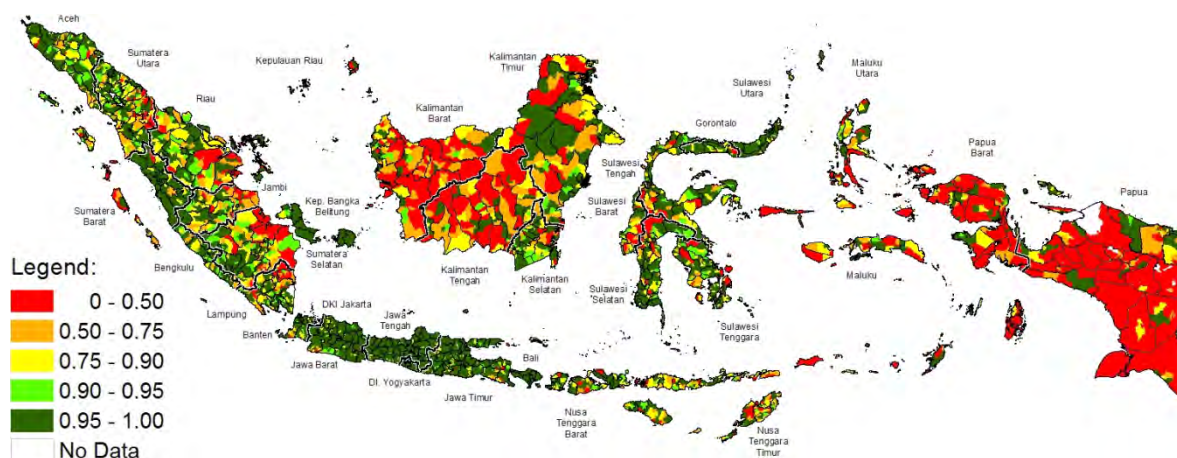 Aceh
Sumatera
Utara
Kepulauan Riau
Riau
Kalimantan
Timur
Kalimantan
Barat
Sulawesi
Utara
Maluku
Utara
Gorontalo
Papua
Barat
Papua
Sulawesi
Tengah
Jambi
Kep. Bangka
Belitung
Sulawesi
Barat
Sumatera
Barat
Sumatera
Selatan
Bengkulu
Kalimantan
Tengah
Kalimantan
Selatan
Sulawesi
Selatan
Maluku
Lampung
DKI Jakarta
Jawa
Tengah
Sulawesi
Tenggara
Banten
Jawa Barat
Bali
DI. Yogyakarta
Jawa Timur
Nusa
Tenggara
Barat
Nusa
Tenggara
Timur
Legend:
0 - 0.50
0.50 - 0.75
0.75 - 0.90
0.90 - 0.95
0.95 - 1.00
No Data